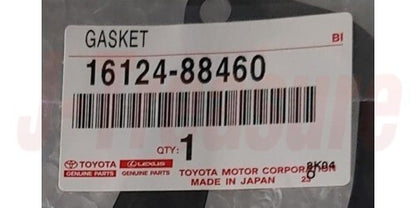 GASKET
BI
16124-88460
QTY:
1
TOYOTA
GENUINE PARTS
LEXUS
GENUINE PARTS
TOYOTA MOTOR CORPORATION
MADE IN JAPAN